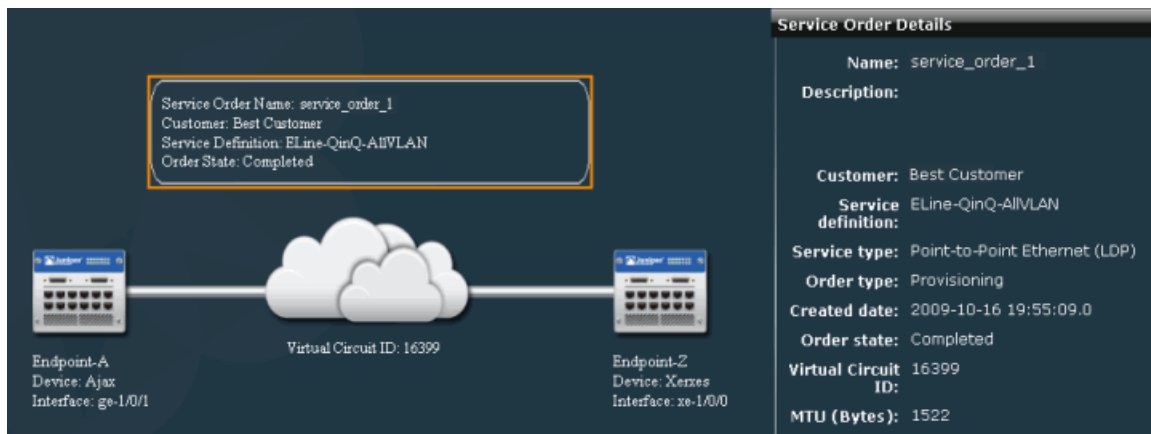 Service Order Name: service_order_1
Customer: Best Customer
Service Definition: ELine-QinQ-AllVLAN
Order State: Completed
Juniper
Juniper
Virtual Circuit ID: 16399
Endpoint-A
Device: Ajax
Interface: ge-1/0/1
Endpoint-Z
Device: Xerxes
Interface: xe-1/0/0
Service Order Details
Name: service_order_1
Description:
Customer: Best Customer
Service ELine-QinQ-AllVLAN
definition:
Service type: Point-to-Point Ethernet (LDP)
Order type: Provisioning
Created date: 2009-10-16 19:55:09.0
Order state: Completed
Virtual Circuit 16399
ID:
MTU (Bytes): 1522